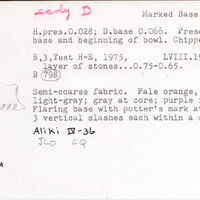 early D
Marked Base
H.pres.0.028; D.base 0.066. Prese
base and beginning of bowl. Chippe
B,3,Test H-E, 1975, LVIII.19
layer of stones...0.75-0.65.
B 798
Semi-coarse fabric. Pale orange,
light-gray; gray at core; purple
Flaring base with potter's mark at
3 vertical slashes each within a
Aliki IV-36
JCO CQ